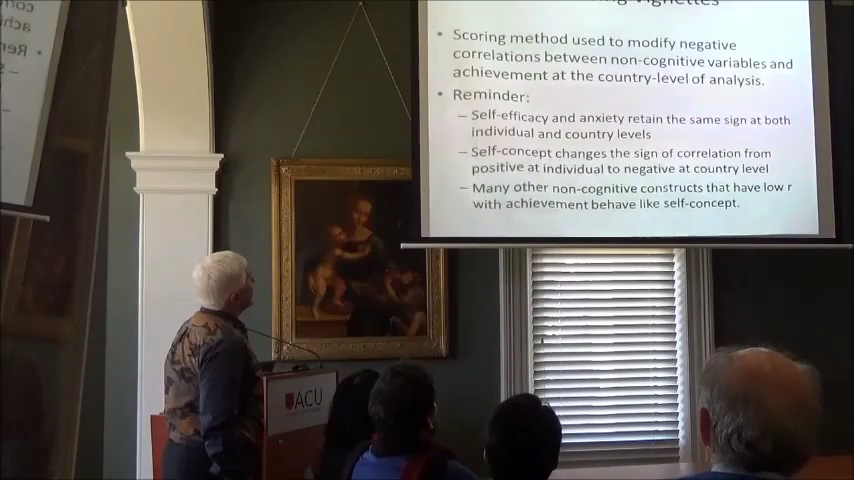 Vignettes
• Scoring method used to modify negative
correlations between non-cognitive variables and
achievement at the country-level of analysis.
• Reminder:
– Self-efficacy and anxiety retain the same sign at both
individual and country levels
– Self-concept changes the sign of correlation from
positive at individual to negative at country level
– Many other non-cognitive constructs that have low r
with achievement behave like self-concept.
ACU